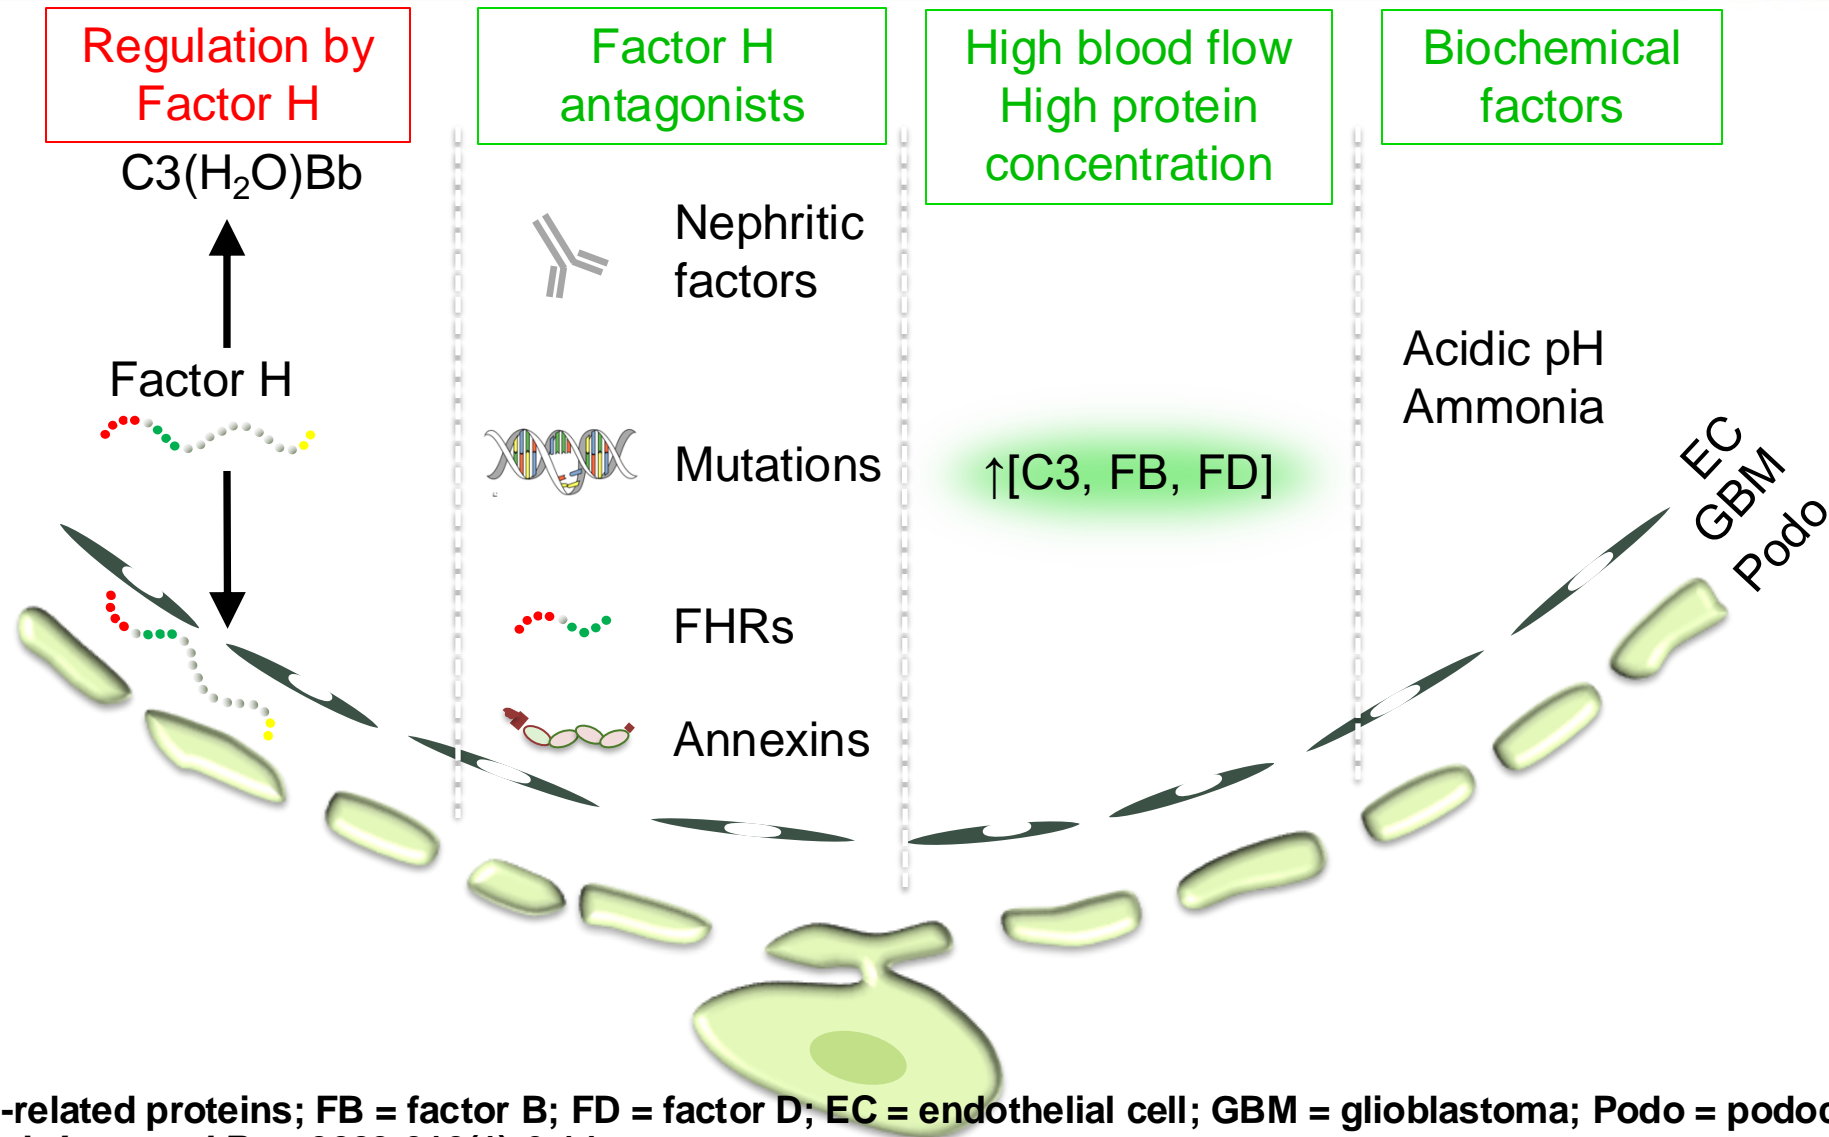 Regulation by
Factor H
C3(H₂O)Bb
Factor H
Factor H
antagonists
Nephritic
factors
Mutations
FHRs
Annexins
High blood flow
High protein
concentration
↑[C3, FB, FD]
Biochemical
factors
Acidic pH
Ammonia
EC
GBM
Podo
-related proteins; FB = factor B; FD = factor D; EC = endothelial cell; GBM = glioblastoma; Podo =